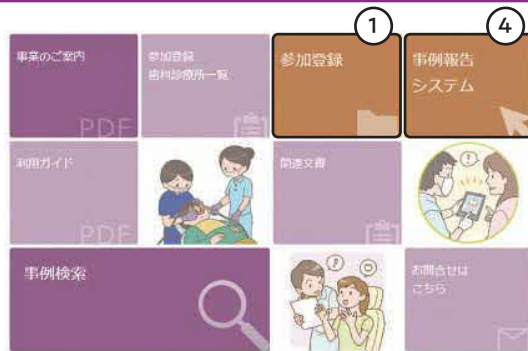 1
4
事業のご案内
参加登録
歯科診療所一覧
参加登録
事例報告
システム
PDF
利用ガイド
PDF
関連文書
!
事例検索
?
お問合せは
こちら